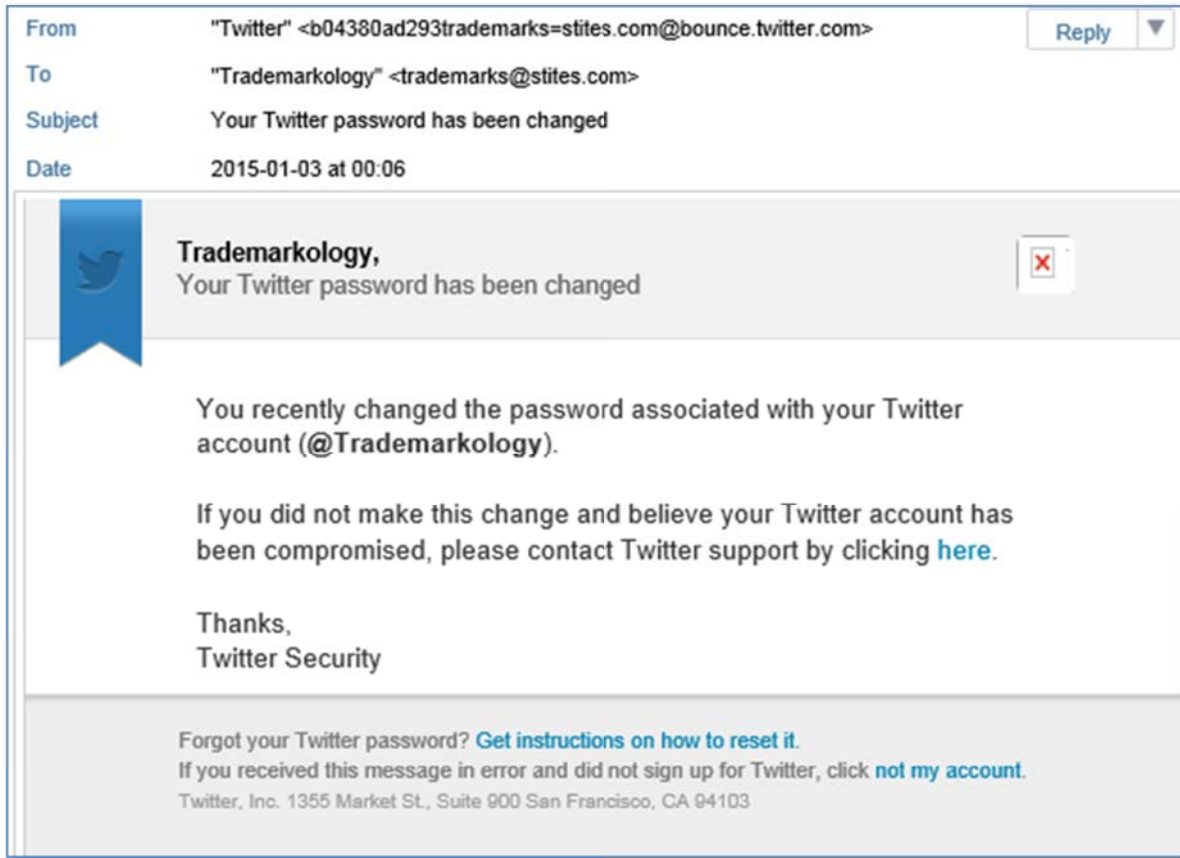 From "Twitter" <b04380ad293trademarks=stites.com@bounce.twitter.com> Reply
To "Trademarkology" <trademarks@stites.com>
Subject Your Twitter password has been changed
Date 2015-01-03 at 00:06
Trademarkology,
Your Twitter password has been changed
You recently changed the password associated with your Twitter
account (@Trademarkology).
If you did not make this change and believe your Twitter account has
been compromised, please contact Twitter support by clicking here.
Thanks,
Twitter Security
Forgot your Twitter password? Get instructions on how to reset it.
If you received this message in error and did not sign up for Twitter, click not my account.
Twitter, Inc. 1355 Market St., Suite 900 San Francisco, CA 94103